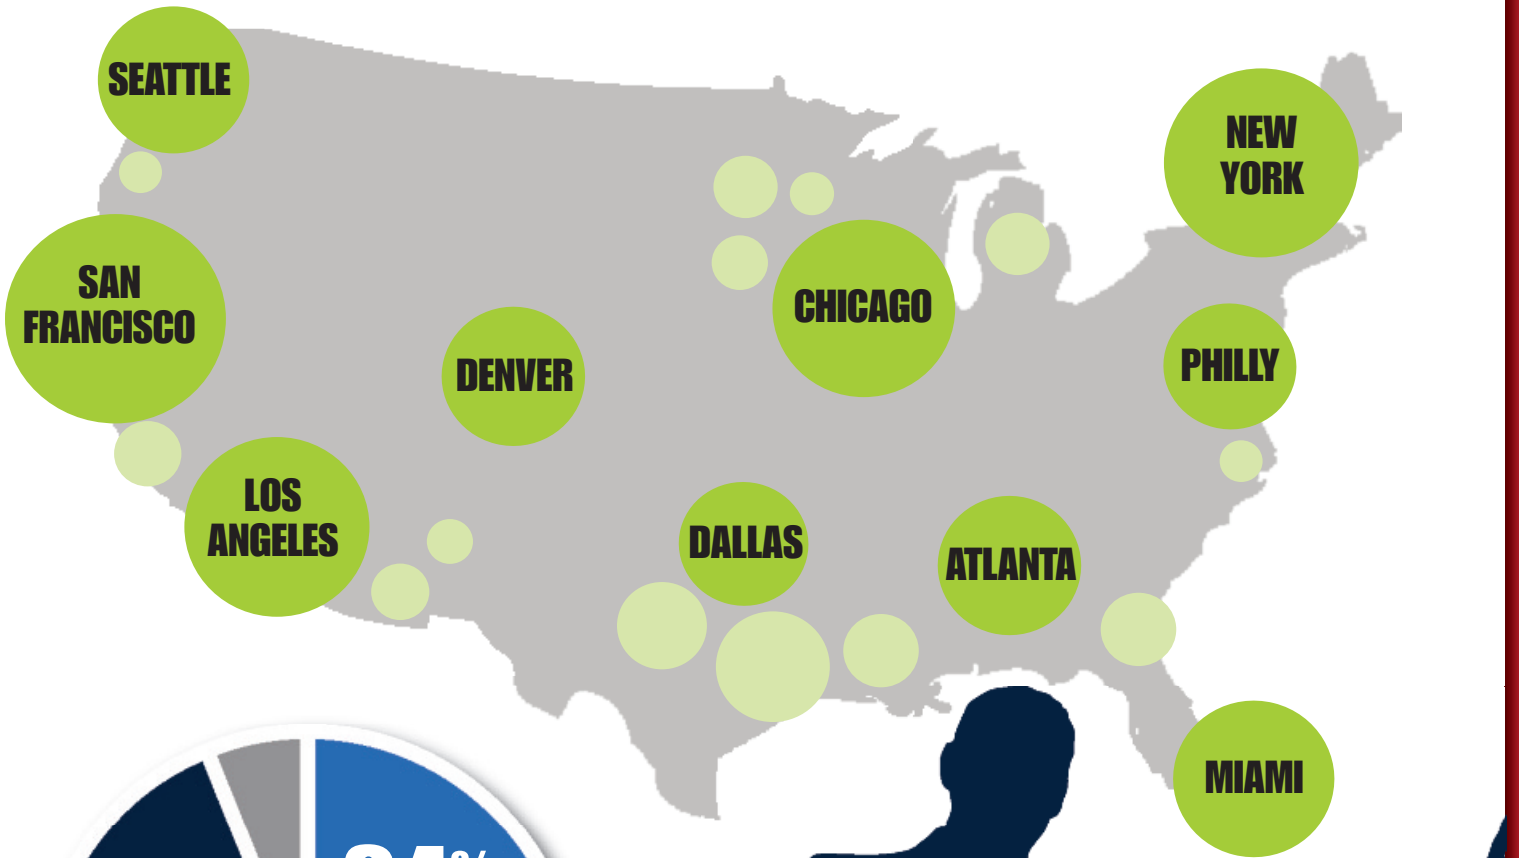 SEATTLE
NEW
YORK
SAN
FRANCISCO
CHICAGO
DENVER
PHILLY
LOS
ANGELES
DALLAS
ATLANTA
MIAMI